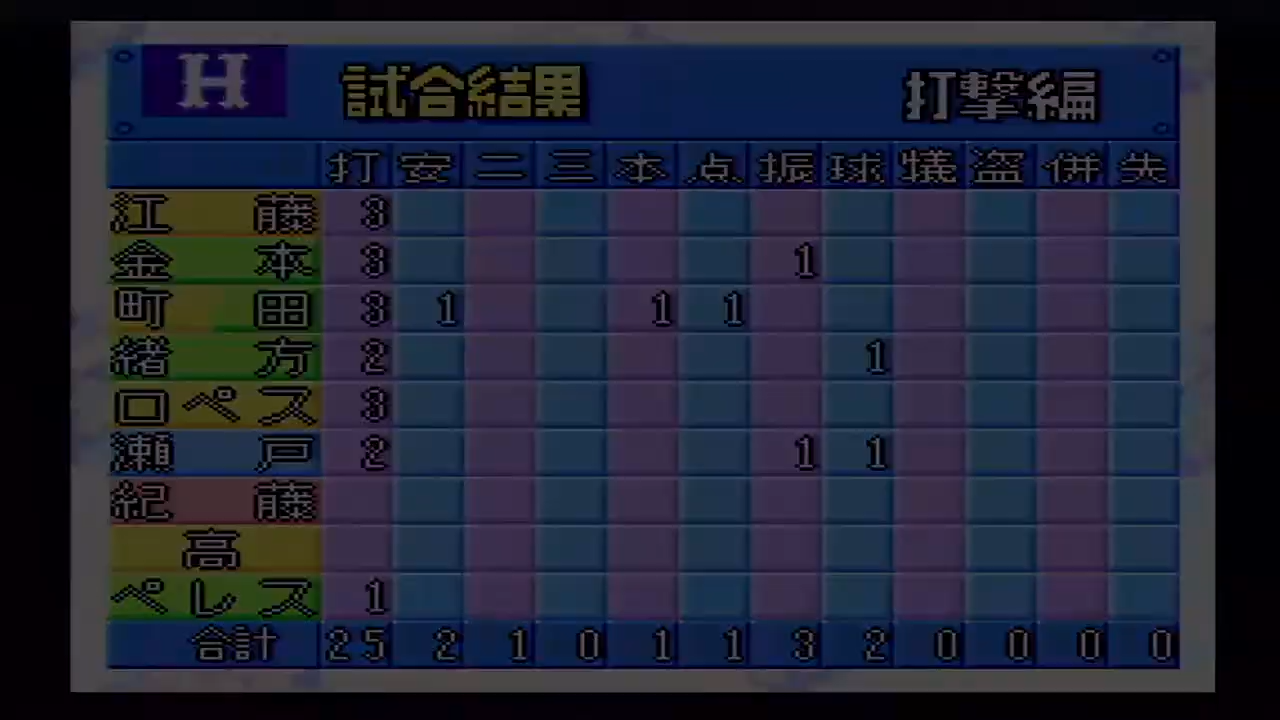 H 試合結果 打撃編
打 安 二 三 本 点 振 球 犠 盗 併 失
江藤 3
金本 3 1
町田 3 1 1 1
緒方 2 1
ロペス 3
瀬戸 2 1 1
紀藤
高
ペレス 1
合計 25 2 1 0 1 1 3 2 0 0 0 0